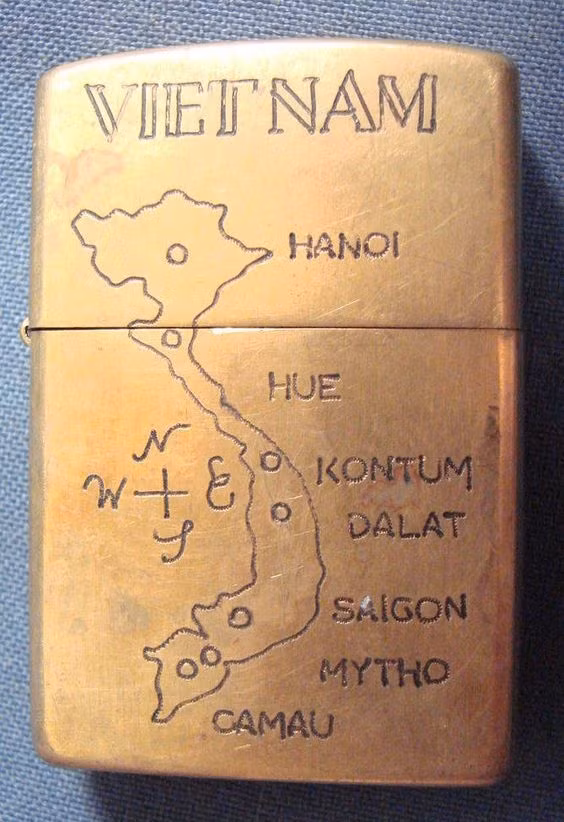 VIETNAM
HANOI
HUE
N
W E
S
KONTUM
DALAT
SAIGON
MYTHO
CAMAU